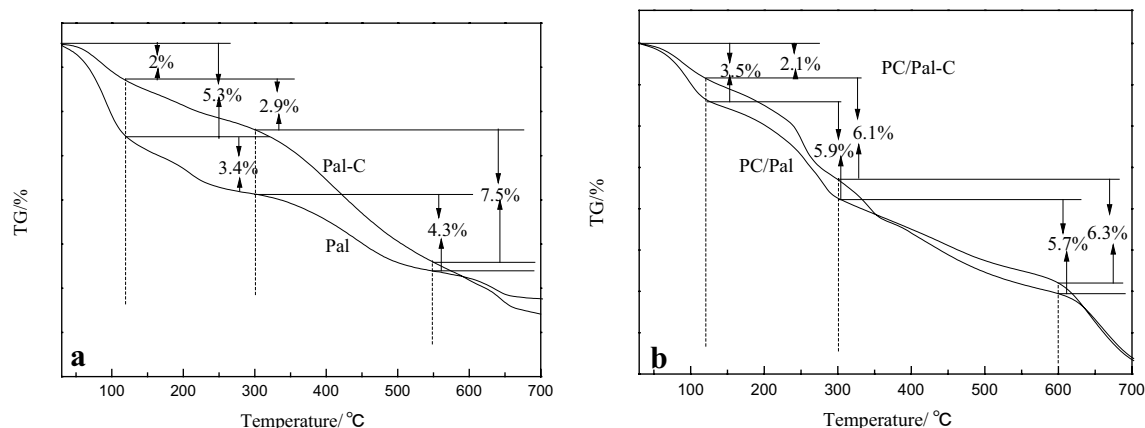 2%
5.3%
2.9%
3.4%
Pal-C
7.5%
4.3%
Pal
TG/%
a
100 200 300 400 500 600 700
Temperature/ ℃
3.5%
2.1%
PC/Pal-C
6.1%
5.9%
PC/Pal
6.3%
5.7%
TG/%
b
100 200 300 400 500 600 700
Temperature/ ℃